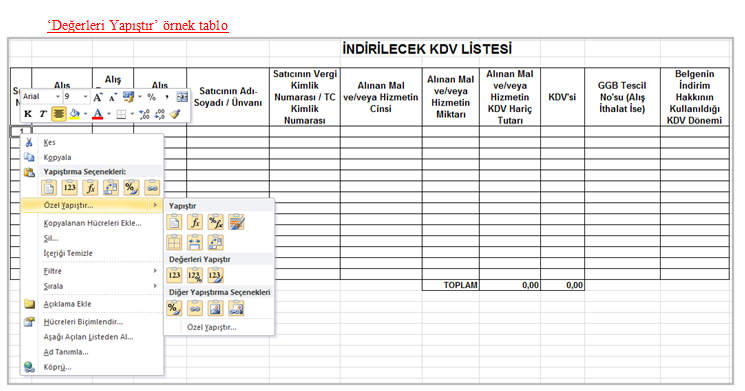 ‘Değerleri Yapıştır’ örnek tablo
İNDİRİLECEK KDV LİSTESİ
Alış
Alış
Alış
Satıcının Adı-
Soyadı / Ünvanı
Satıcının Vergi
Kimlik
Numarası / TC
Kimlik
Numarası
Alınan Mal
ve/veya Hizmetin
Cinsi
Alınan Mal
ve/veya
Hizmetin
Miktarı
Alınan Mal
ve/veya
Hizmetin
KDV Hariç
Tutarı
KDV'si
GGB Tescil
No'su (Alış
İthalat İse)
Belgenin
İndirim
Hakkının
Kullanıldığı
KDV Dönemi
Arial 9 A A % ,
K T A ,00 ,00
1
Kes
Kopyala
Yapıştırma Seçenekleri:
123 fx %
Özel Yapıştır...
Kopyalanan Hücreleri Ekle...
Sil...
İçeriği Temizle
Filtre
Sırala
Açıklama Ekle
Hücreleri Biçimlendir...
Aşağı Açılan Listeden Al...
Ad Tanımla...
Köprü...
Yapıştır
fx %fx
Değerleri Yapıştır
123 123 123
Diğer Yapıştırma Seçenekleri
%
Özel Yapıştır...
TOPLAM 0,00 0,00